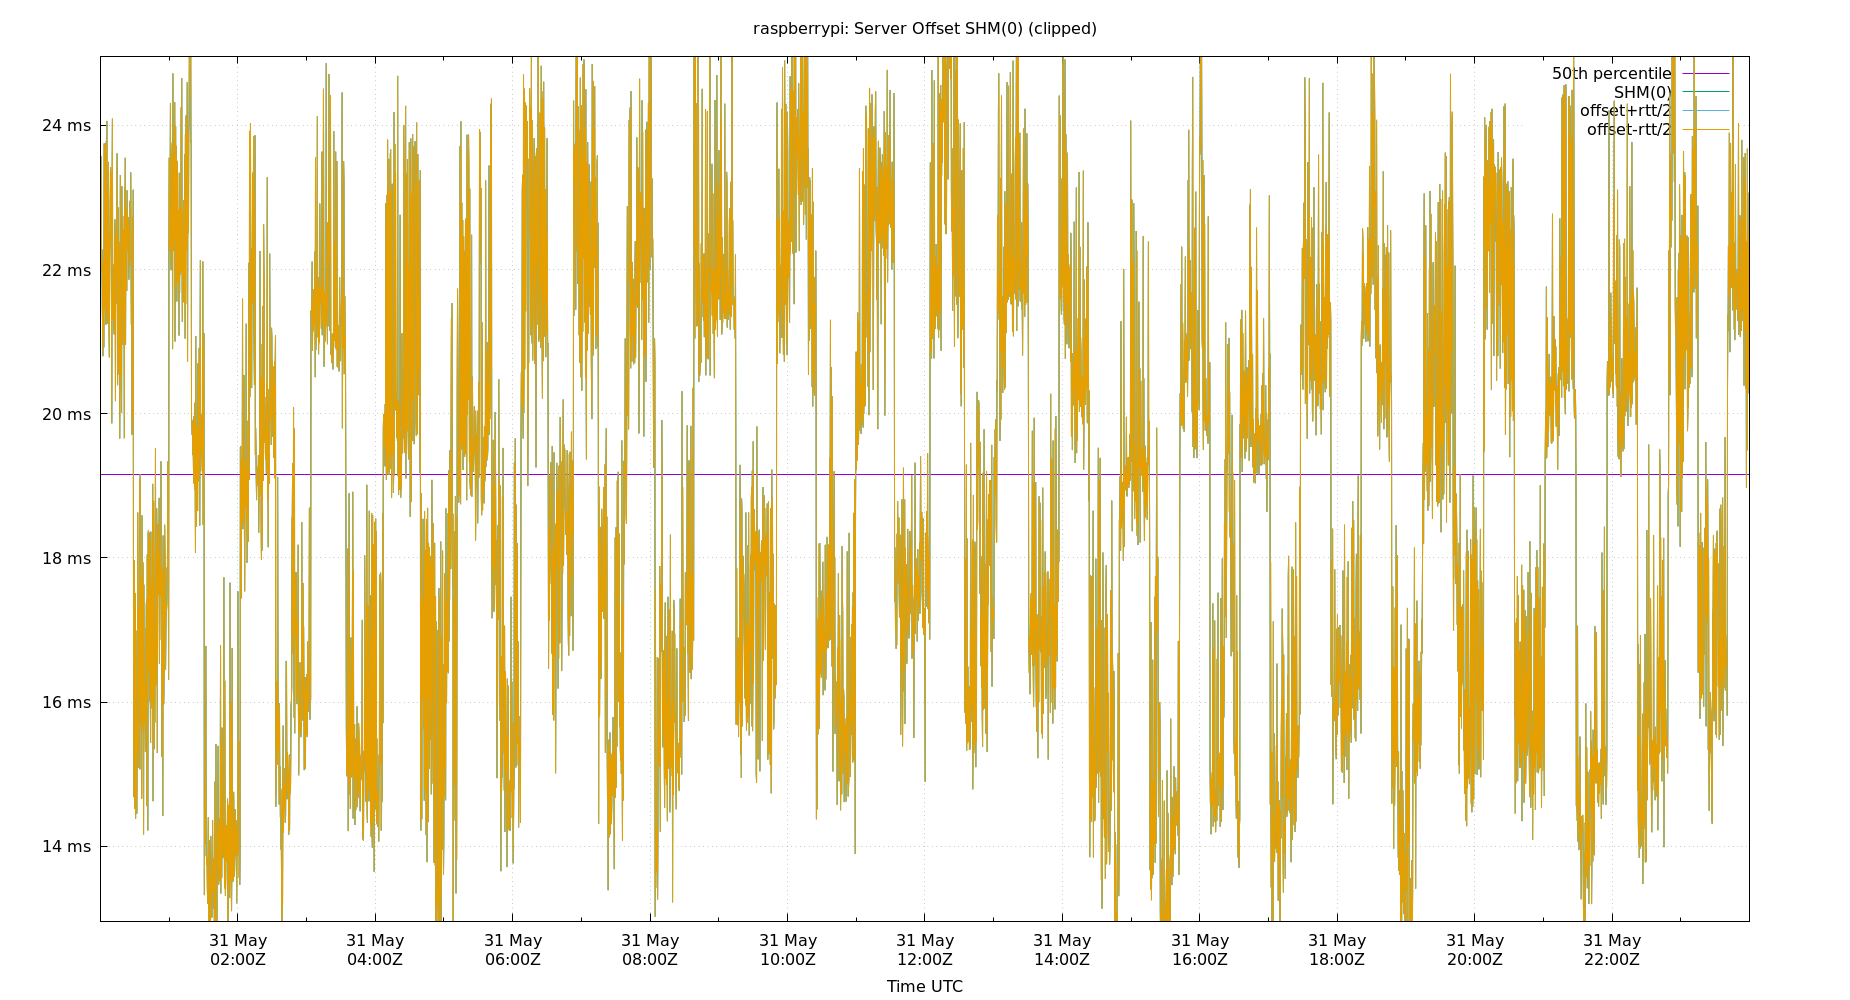 raspberrypi: Server Offset SHM(0) (clipped)
50th percentile
SHM(0)
offset+rtt/2
offset-rtt/2
24 ms
22 ms
20 ms
18 ms
16 ms
14 ms
31 May 31 May 31 May 31 May 31 May 31 May 31 May 31 May 31 May 31 May 31 May
02:00Z 04:00Z 06:00Z 08:00Z 10:00Z 12:00Z 14:00Z 16:00Z 18:00Z 20:00Z 22:00Z
Time UTC